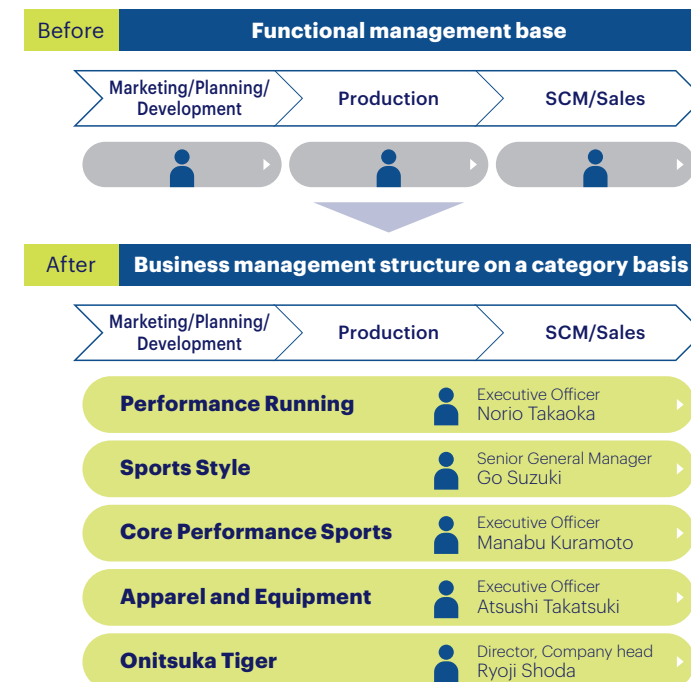 Before
Functional management base
Marketing/Planning/
Development
Production
SCM/Sales
After
Business management structure on a category basis
Marketing/Planning/
Development
Production
SCM/Sales
Performance Running
Executive Officer
Norio Takaoka
Sports Style
Senior General Manager
Go Suzuki
Core Performance Sports
Executive Officer
Manabu Kuramoto
Apparel and Equipment
Executive Officer
Atsushi Takatsuki
Onitsuka Tiger
Director, Company head
Ryoji Shoda